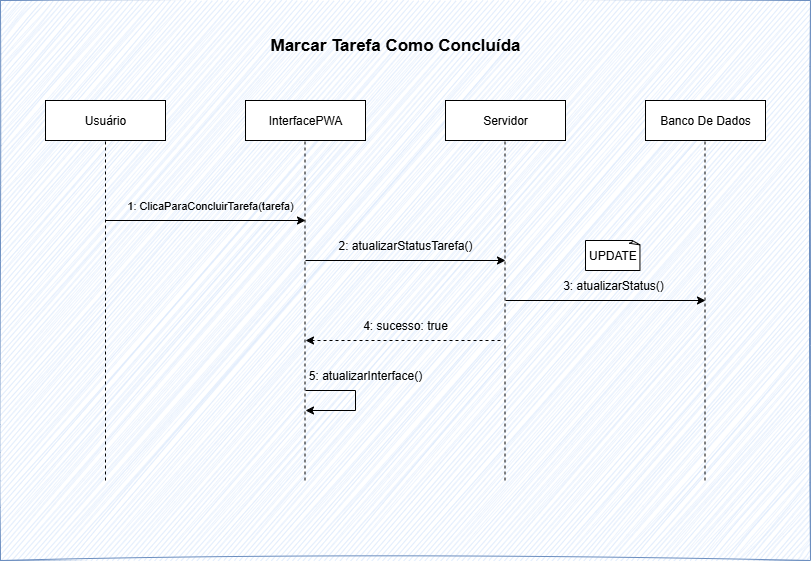 Marcar Tarefa Como Concluída
Usuário
InterfacePWA
Servidor
Banco De Dados
1: ClicaParaConcluirTarefa(tarefa)
2: atualizarStatusTarefa()
UPDATE
3: atualizarStatus()
4: sucesso: true
5: atualizarInterface()